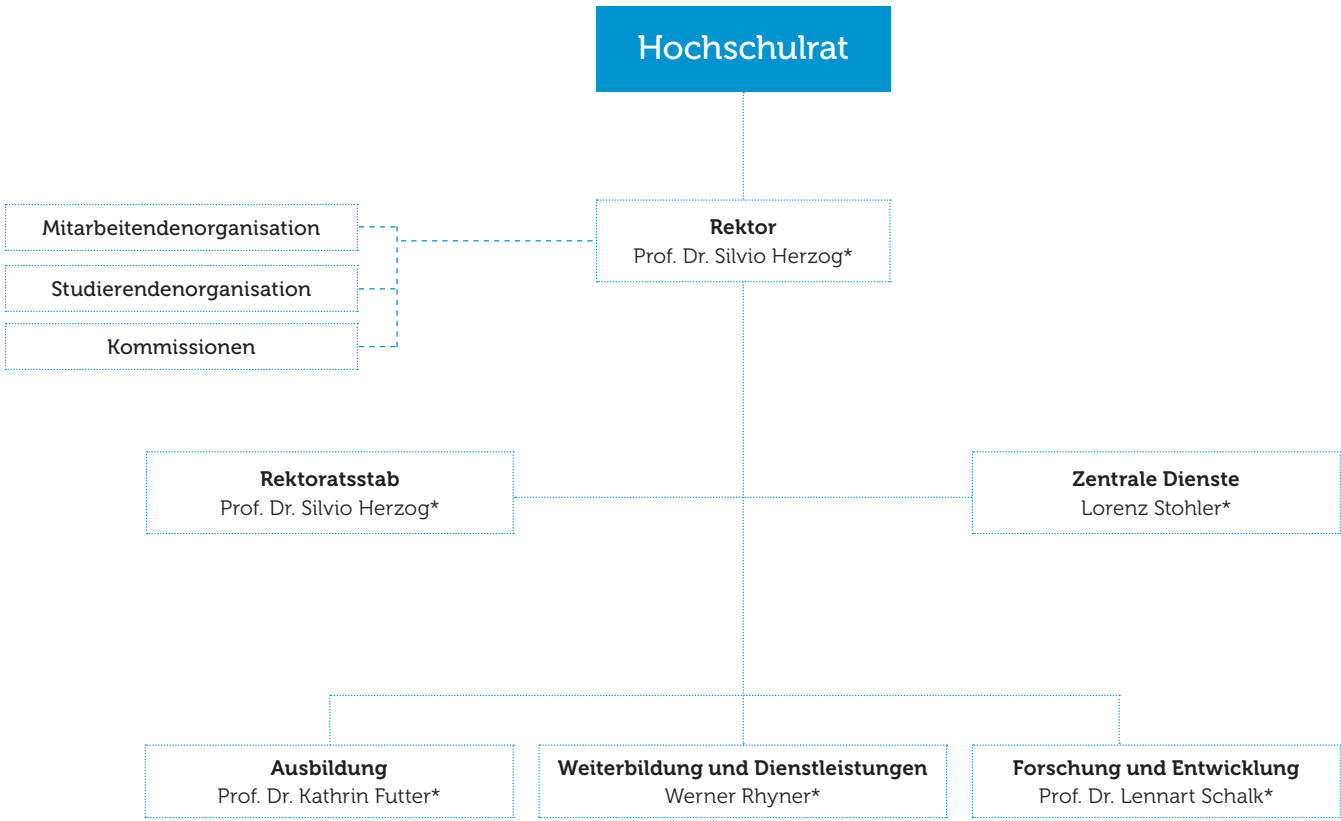 Hochschulrat
Rektor
Prof. Dr. Silvio Herzog*
Mitarbeitendenorganisation
Studierendenorganisation
Kommissionen
Rektoratsstab
Prof. Dr. Silvio Herzog*
Zentrale Dienste
Lorenz Stohler*
Ausbildung
Prof. Dr. Kathrin Futter*
Weiterbildung und Dienstleistungen
Werner Rhyner*
Forschung und Entwicklung
Prof. Dr. Lennart Schalk*